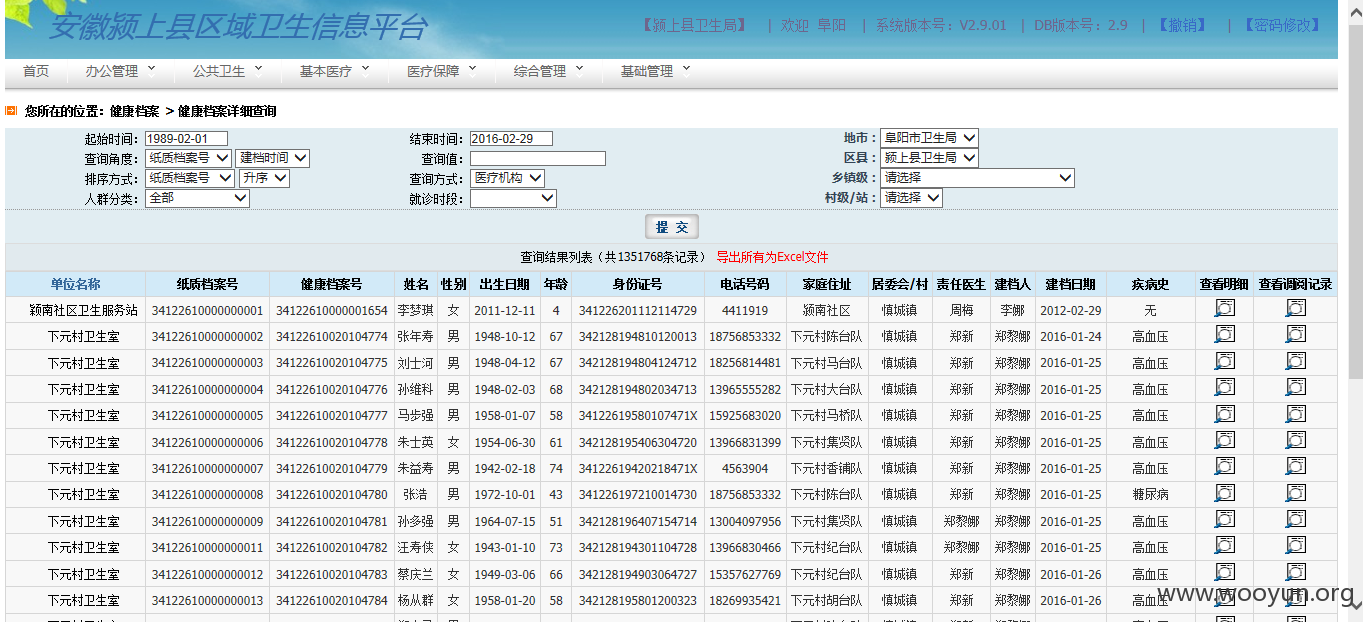 安徽颍上县区域卫生信息平台
【颍上县卫生局】 | 欢迎 阜阳 | 系统版本号：V2.9.01 | DB版本号：2.9 | 【撤销】 | 【密码修改】
首页 办公管理 公共卫生 基本医疗 医疗保障 综合管理 基础管理
您所在的位置：健康档案 > 健康档案详细查询
起始时间： 1989-02-01 结束时间： 2016-02-29 地市： 阜阳市卫生局
查询角度： 纸质档案号 建档时间 查询值： 区县： 颍上县卫生局
排序方式： 纸质档案号 升序 查询方式： 医疗机构 乡镇级： 请选择
人群分类： 全部 就诊时段： 村级/站： 请选择
提 交
查询结果列表（共1351768条记录） 导出所有为Excel文件
单位名称 纸质档案号 健康档案号 姓名 性别 出生日期 年龄 身份证号 电话号码 家庭住址 居委会/村 责任医生 建档人 建档日期 疾病史 查看明细 查看调阅记录
颍南社区卫生服务站 34122610000000001 34122610000001654 李梦琪 女 2011-12-11 4 341226201112114729 4411919 颍南社区 慎城镇 周梅 李娜 2012-02-29 无
下元村卫生室 34122610000000002 34122610020104774 张年寿 男 1948-10-12 67 342128194810120013 18756853332 下元村陈台队 慎城镇 郑新 郑黎娜 2016-01-24 高血压
下元村卫生室 34122610000000003 34122610020104775 刘士河 男 1948-04-12 67 342128194804124712 18256814481 下元村马台队 慎城镇 郑新 郑黎娜 2016-01-25 高血压
下元村卫生室 34122610000000004 34122610020104776 孙维科 男 1948-02-03 68 342128194802034713 13965555282 下元村大台队 慎城镇 郑新 郑黎娜 2016-01-25 高血压
下元村卫生室 34122610000000005 34122610020104777 马步强 男 1958-01-07 58 34122619580107471X 15925683020 下元村马桥队 慎城镇 郑新 郑黎娜 2016-01-25 高血压
下元村卫生室 34122610000000006 34122610020104778 朱士英 女 1954-06-30 61 342128195406304720 13966831399 下元村集贤队 慎城镇 郑新 郑黎娜 2016-01-25 高血压
下元村卫生室 34122610000000007 34122610020104779 朱益寿 男 1942-02-18 74 34122619420218471X 4563904 下元村香铺队 慎城镇 郑新 郑黎娜 2016-01-25 高血压
下元村卫生室 34122610000000008 34122610020104780 张浩 男 1972-10-01 43 341226197210014730 18756853332 下元村陈台队 慎城镇 郑新 郑黎娜 2016-01-25 糖尿病
下元村卫生室 34122610000000009 34122610020104781 孙多强 男 1964-07-15 51 342128196407154714 13004097956 下元村集贤队 慎城镇 郑黎娜 郑黎娜 2016-01-25 高血压
下元村卫生室 34122610000000011 34122610020104782 汪寿侠 女 1943-01-10 73 342128194301104728 13966830466 下元村纪台队 慎城镇 郑黎娜 郑黎娜 2016-01-25 高血压
下元村卫生室 34122610000000012 34122610020104783 蔡庆兰 女 1949-03-06 66 342128194903064727 15357627769 下元村纪台队 慎城镇 郑新 郑黎娜 2016-01-26 高血压
下元村卫生室 34122610000000013 34122610020104784 杨从群 女 1958-01-20 58 342128195801200323 18269935421 下元村胡台队 慎城镇 郑新 郑黎娜 2016-01-26 高血压
www.wooyun.org